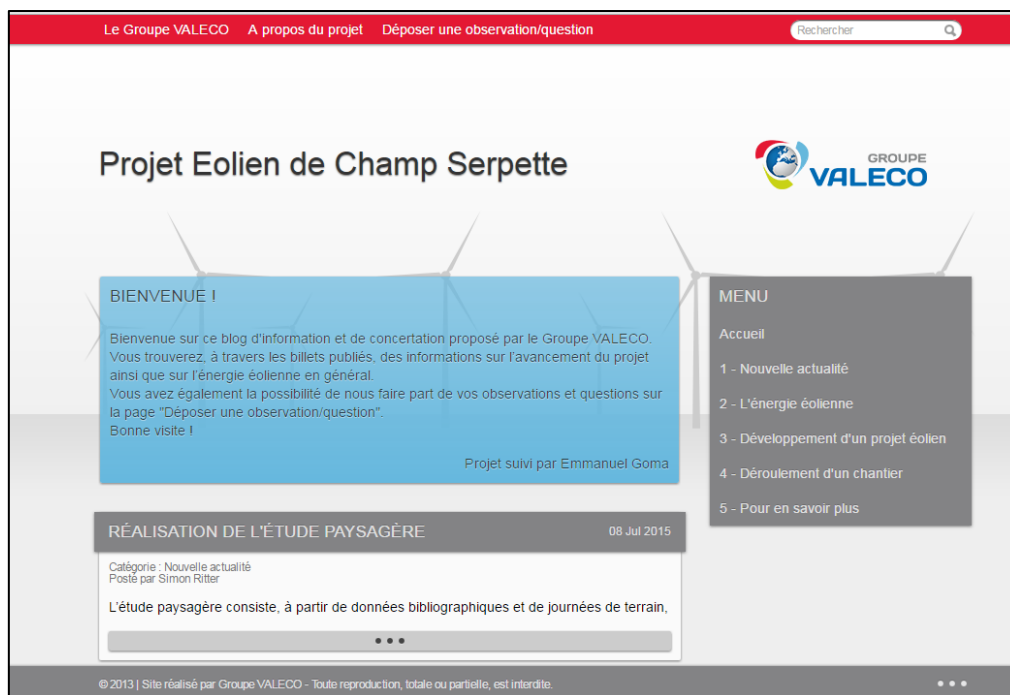 Le Groupe VALECO A propos du projet Déposer une observation/question Rechercher
Projet Eolien de Champ Serpette
GROUPE
VALECO
BIENVENUE !
Bienvenue sur ce blog d'information et de concertation proposé par le Groupe VALECO.
Vous trouverez, à travers les billets publiés, des informations sur l'avancement du projet
ainsi que sur l'énergie éolienne en général.
Vous avez également la possibilité de nous faire part de vos observations et questions sur
la page "Déposer une observation/question".
Bonne visite !
Projet suivi par Emmanuel Goma
MENU
Accueil
1 - Nouvelle actualité
2 - L'énergie éolienne
3 - Développement d'un projet éolien
4 - Déroulement d'un chantier
5 - Pour en savoir plus
RÉALISATION DE L'ÉTUDE PAYSAGÈRE 08 Jul 2015
Catégorie : Nouvelle actualité
Posté par Simon Ritter
L'étude paysagère consiste, à partir de données bibliographiques et de journées de terrain,
© 2013 | Site réalisé par Groupe VALECO - Toute reproduction, totale ou partielle, est interdite.